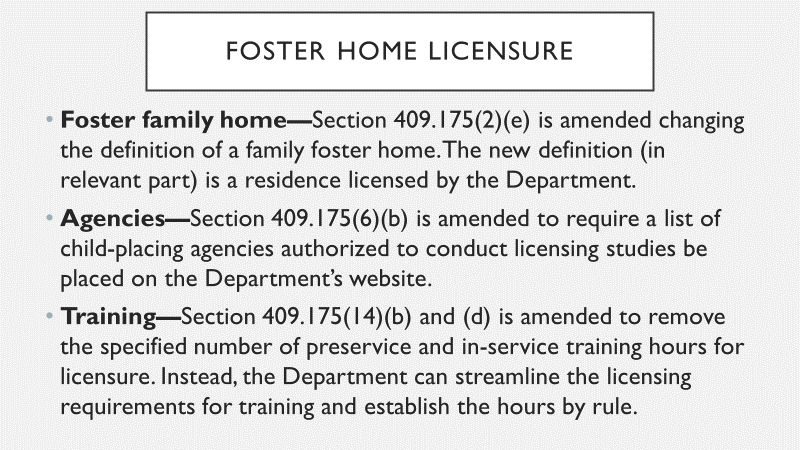 FOSTER HOME LICENSURE
• Foster family home—Section 409.175(2)(e) is amended changing
the definition of a family foster home. The new definition (in
relevant part) is a residence licensed by the Department.
• Agencies—Section 409.175(6)(b) is amended to require a list of
child-placing agencies authorized to conduct licensing studies be
placed on the Department’s website.
• Training—Section 409.175(14)(b) and (d) is amended to remove
the specified number of preservice and in-service training hours for
licensure. Instead, the Department can streamline the licensing
requirements for training and establish the hours by rule.